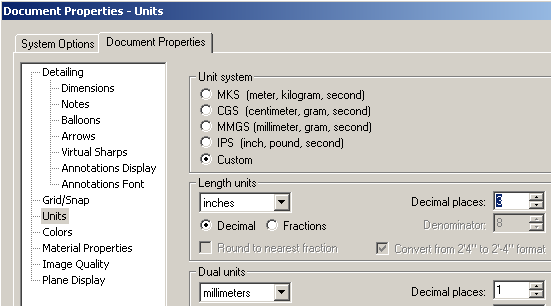 Document Properties - Units
System Options
Document Properties
Detailing
Dimensions
Notes
Balloons
Arrows
Virtual Sharps
Annotations Display
Annotations Font
Grid/Snap
Units
Colors
Material Properties
Image Quality
Plane Display
Unit system
MKS (meter, kilogram, second)
CGS (centimeter, gram, second)
MMGS (millimeter, gram, second)
IPS (inch, pound, second)
Custom
Length units
inches
Decimal places: 3
Decimal
Fractions
Denominator: 8
Round to nearest fraction
Convert from 2'4" to 2'-4" format
Dual units
millimeters
Decimal places: 1